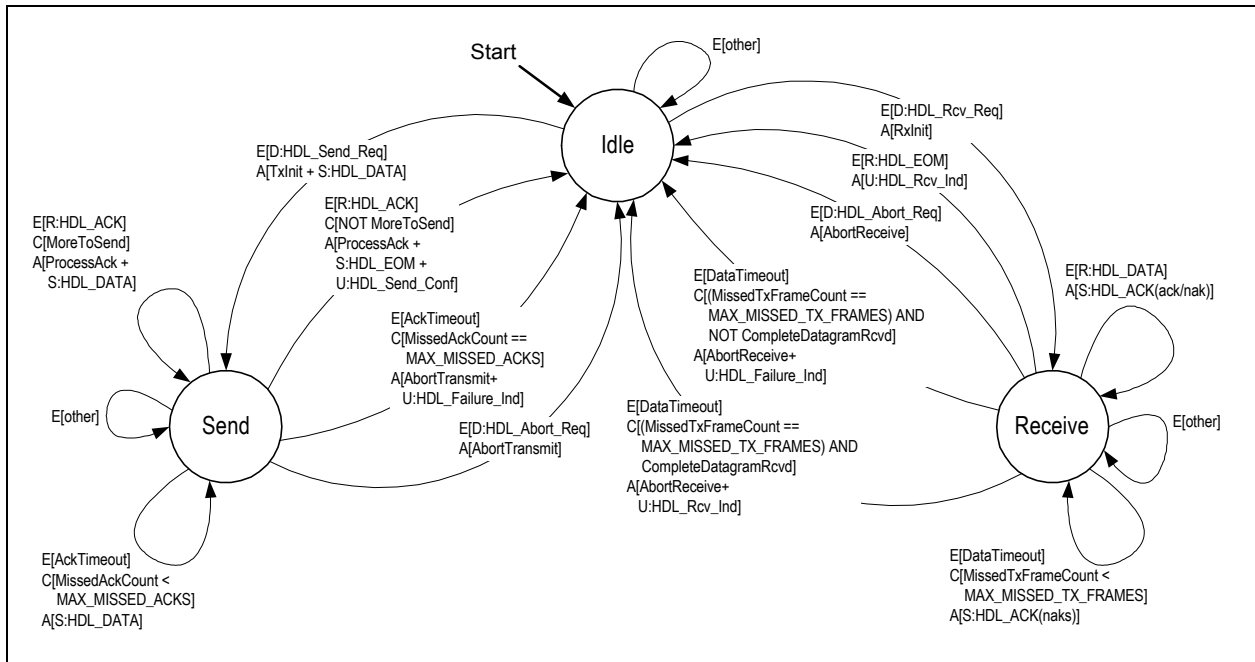 Start
E[other]
Idle
E[D:HDL_Send_Req]
A[TxInit + S:HDL_DATA]
E[D:HDL_Rcv_Req]
A[RxInit]
E[R:HDL_EOM]
A[U:HDL_Rcv_Ind]
E[D:HDL_Abort_Req]
A[AbortReceive]
E[R:HDL_ACK]
C[MoreToSend]
A[ProcessAck +
S:HDL_DATA]
E[R:HDL_ACK]
C[NOT MoreToSend]
A[ProcessAck +
S:HDL_EOM +
U:HDL_Send_Conf]
E[AckTimeout]
C[MissedAckCount ==
MAX_MISSED_ACKS]
A[AbortTransmit+
U:HDL_Failure_Ind]
E[D:HDL_Abort_Req]
A[AbortTransmit]
E[DataTimeout]
C[(MissedTxFrameCount ==
MAX_MISSED_TX_FRAMES) AND
NOT CompleteDatagramRcvd]
A[AbortReceive+
U:HDL_Failure_Ind]
E[DataTimeout]
C[(MissedTxFrameCount ==
MAX_MISSED_TX_FRAMES) AND
CompleteDatagramRcvd]
A[AbortReceive+
U:HDL_Rcv_Ind]
E[R:HDL_DATA]
A[S:HDL_ACK(ack/nak)]
E[other]
Send
Receive
E[other]
E[AckTimeout]
C[MissedAckCount <
MAX_MISSED_ACKS]
A[S:HDL_DATA]
E[DataTimeout]
C[MissedTxFrameCount <
MAX_MISSED_TX_FRAMES]
A[S:HDL_ACK(naks)]